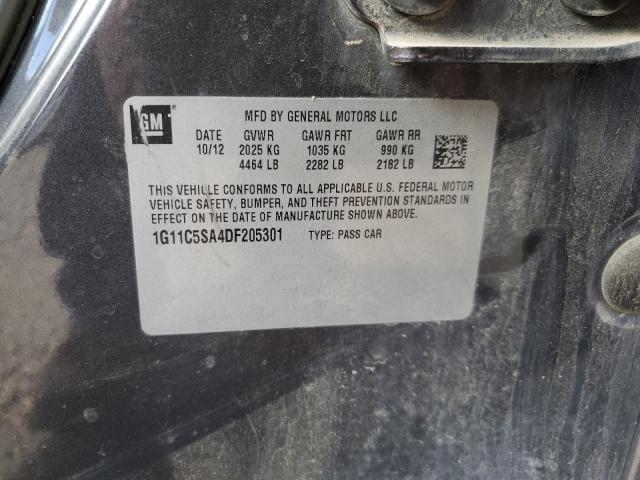 GM
MFD BY GENERAL MOTORS LLC
DATE GVWR GAWR FRT GAWR RR
10/12 2025 KG 1035 KG 990 KG
4464 LB 2282 LB 2182 LB
THIS VEHICLE CONFORMS TO ALL APPLICABLE U.S. FEDERAL MOTOR
VEHICLE SAFETY, BUMPER, AND THEFT PREVENTION STANDARDS IN
EFFECT ON THE DATE OF MANUFACTURE SHOWN ABOVE.
1G11C5SA4DF205301 TYPE: PASS CAR